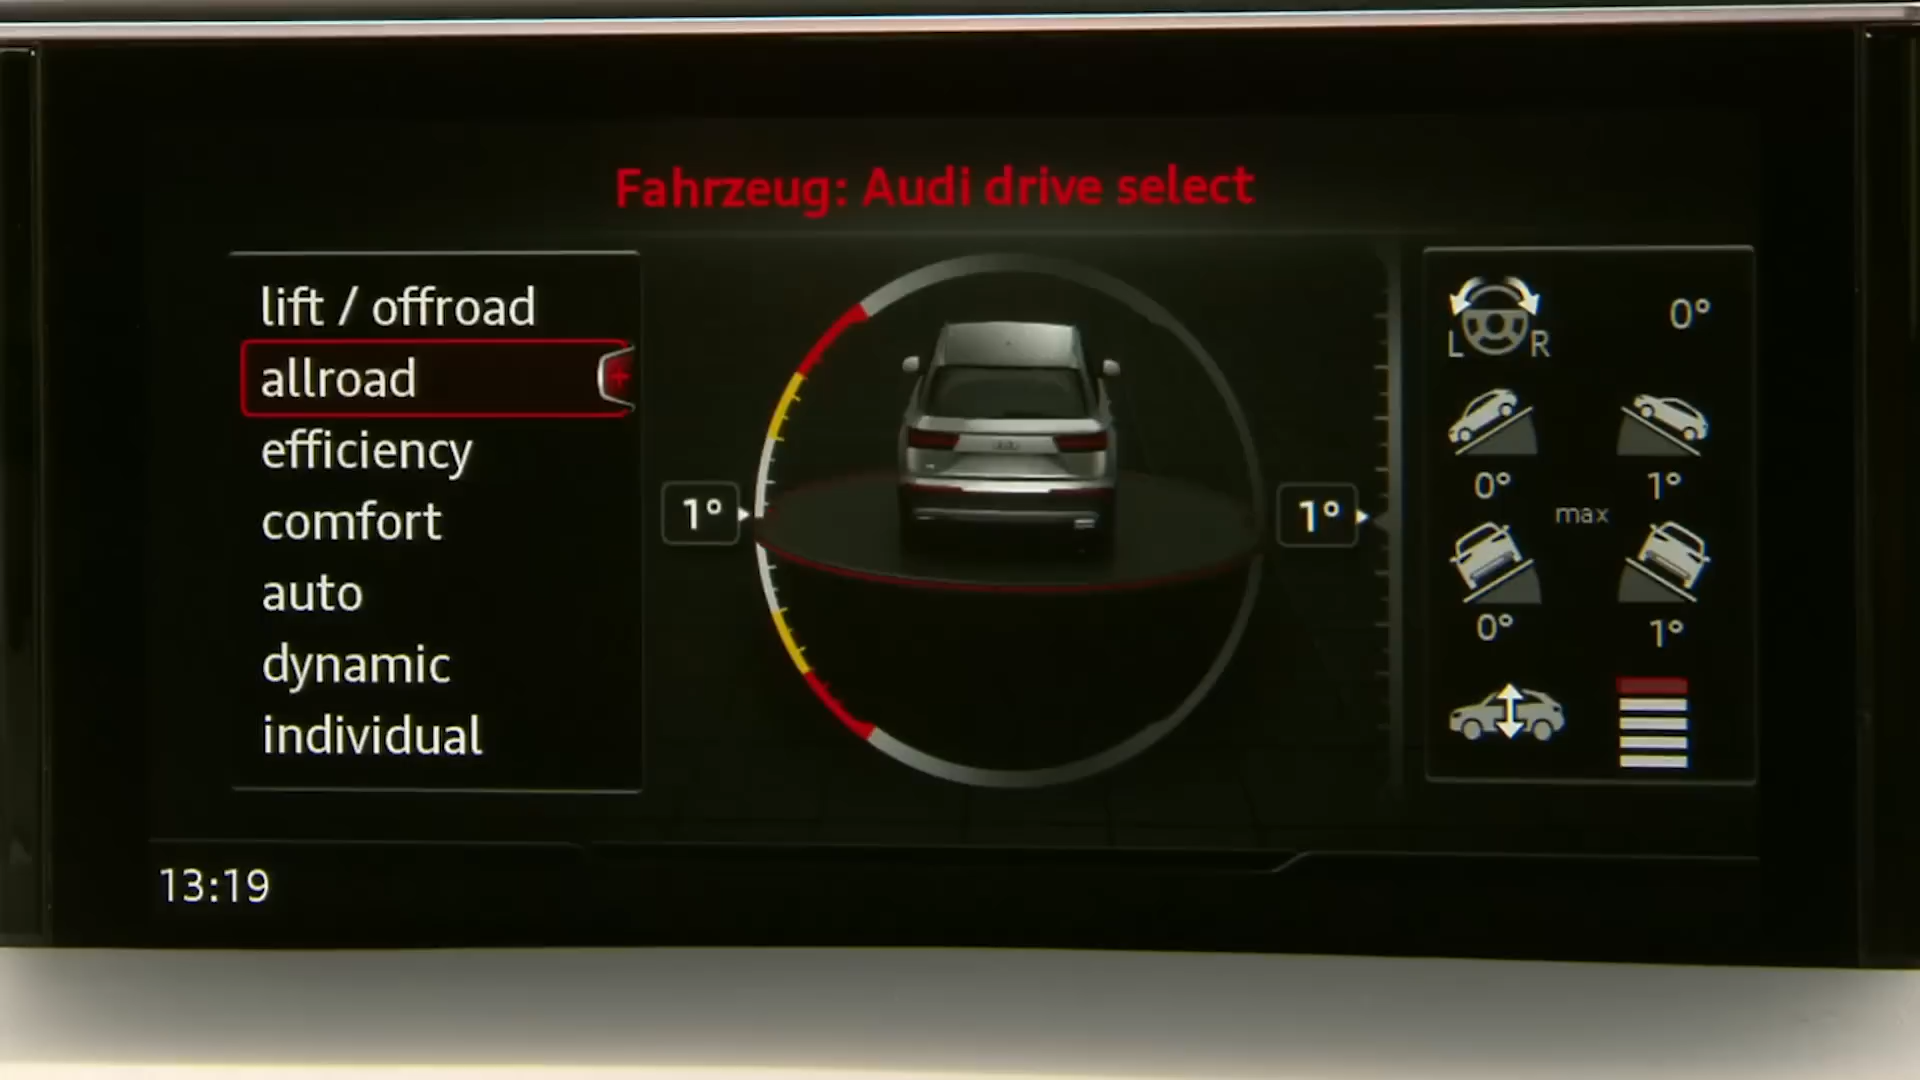 Fahrzeug: Audi drive select
lift / offroad
allroad
efficiency
comfort
auto
dynamic
individual
1°
1°
0°
L R
0° 1°
max
0° 1°
13:19